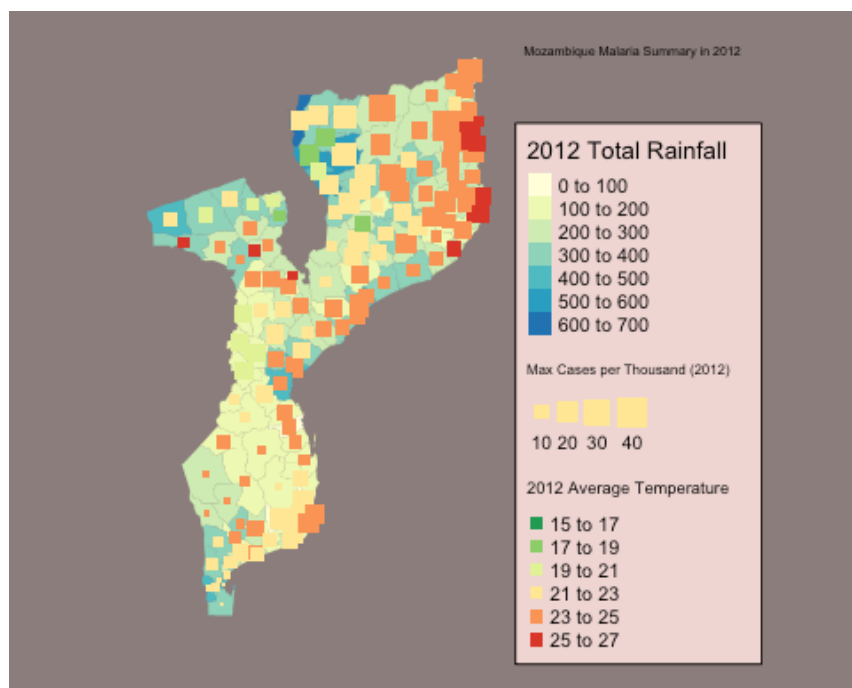 Mozambique Malaria Summary in 2012
2012 Total Rainfall
0 to 100
100 to 200
200 to 300
300 to 400
400 to 500
500 to 600
600 to 700
Max Cases per Thousand (2012)
10 20 30 40
2012 Average Temperature
15 to 17
17 to 19
19 to 21
21 to 23
23 to 25
25 to 27